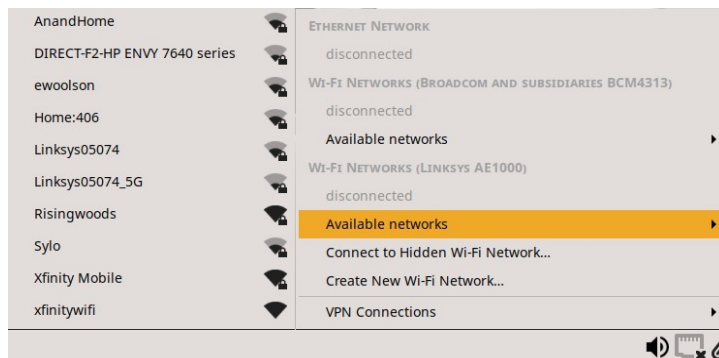 AnandHome
DIRECT-F2-HP ENVY 7640 series
ewoolson
Home:406
Linksys05074
Linksys05074_5G
Risingwoods
Sylo
Xfinity Mobile
xfinitywifi
Ethernet Network
disconnected
Wi-Fi Networks (Broadcom and subsidiaries BCM4313)
disconnected
Available networks
Wi-Fi Networks (Linksys AE1000)
disconnected
Available networks
Connect to Hidden Wi-Fi Network...
Create New Wi-Fi Network...
VPN Connections